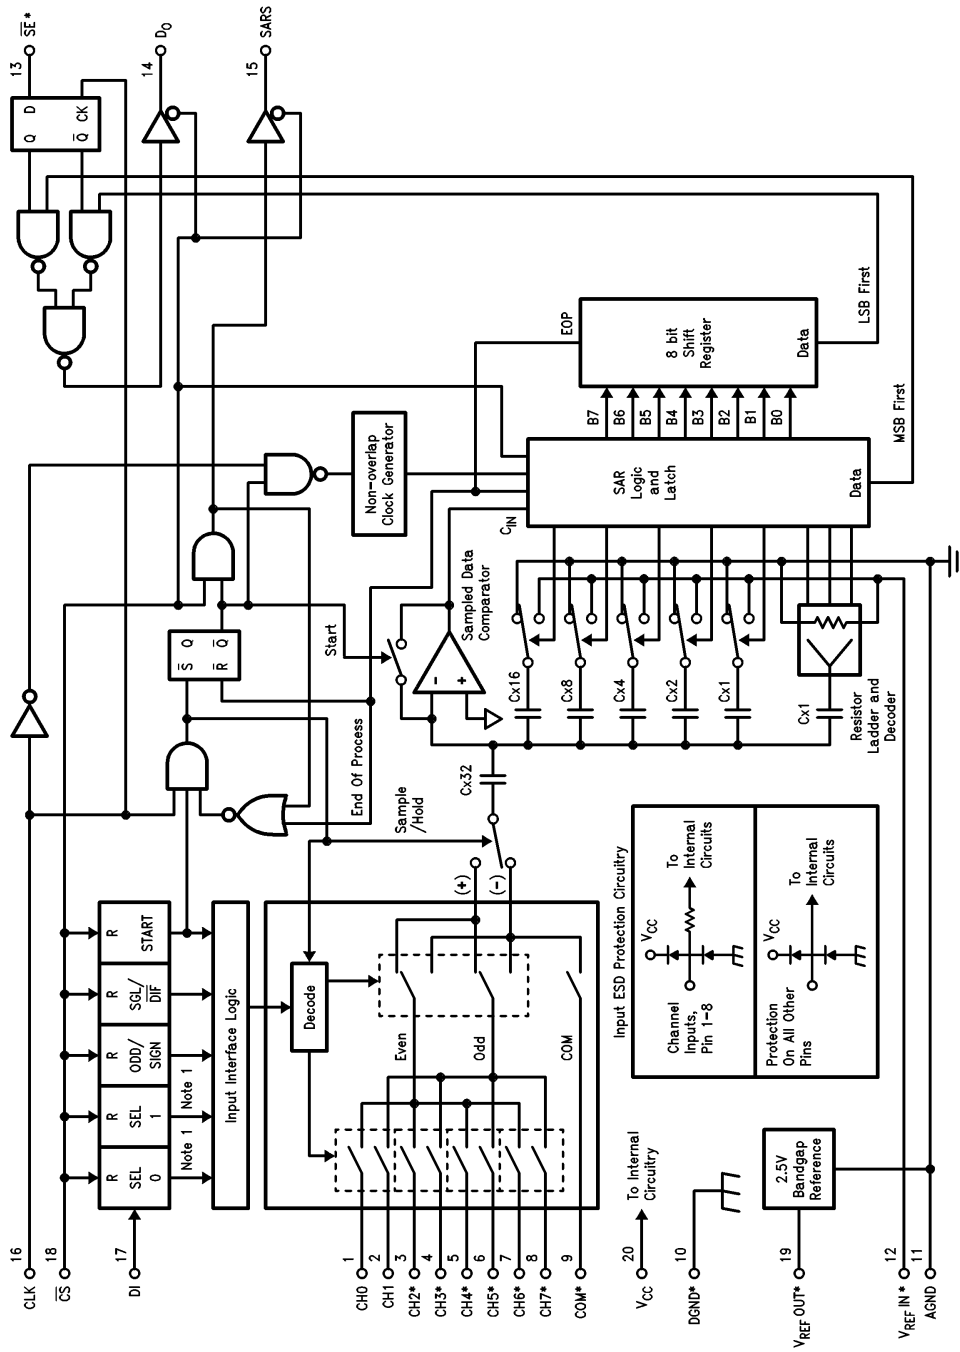 CLK
16
CS
18
DI
17
R
SEL
0
R
SEL
1
R
ODD/
SIGN
R
SGL/
DIF
R
START
Note 1
Note 1
Input Interface Logic
S Q
R Q
Q D
Q CK
13
SE*
14
DO
15
SARS
Decode
Even
Odd
COM
CH0
1
CH1
2
CH2*
3
CH3*
4
CH4*
5
CH5*
6
CH6*
7
CH7*
8
COM*
9
(+)
(-)
Start
End Of Process
Sample
/Hold
Cx32
-
+
Sampled Data
Comparator
Non-overlap
Clock Generator
CIN
SAR
Logic
and
Latch
Data
B7
B6
B5
B4
B3
B2
B1
B0
EOP
8 bit
Shift
Register
Data
LSB First
MSB First
Cx16
Cx8
Cx4
Cx2
Cx1
Cx1
Resistor
Ladder and
Decoder
Input ESD Protection Circuitry
VCC
Channel
Inputs,
Pin 1-8
To
Internal
Circuits
VCC
Protection
On All Other
Pins
To
Internal
Circuits
VCC
20
To Internal
Circuitry
DGND*
10
VREF OUT*
19
2.5V
Bandgap
Reference
VREF IN*
12
AGND
11